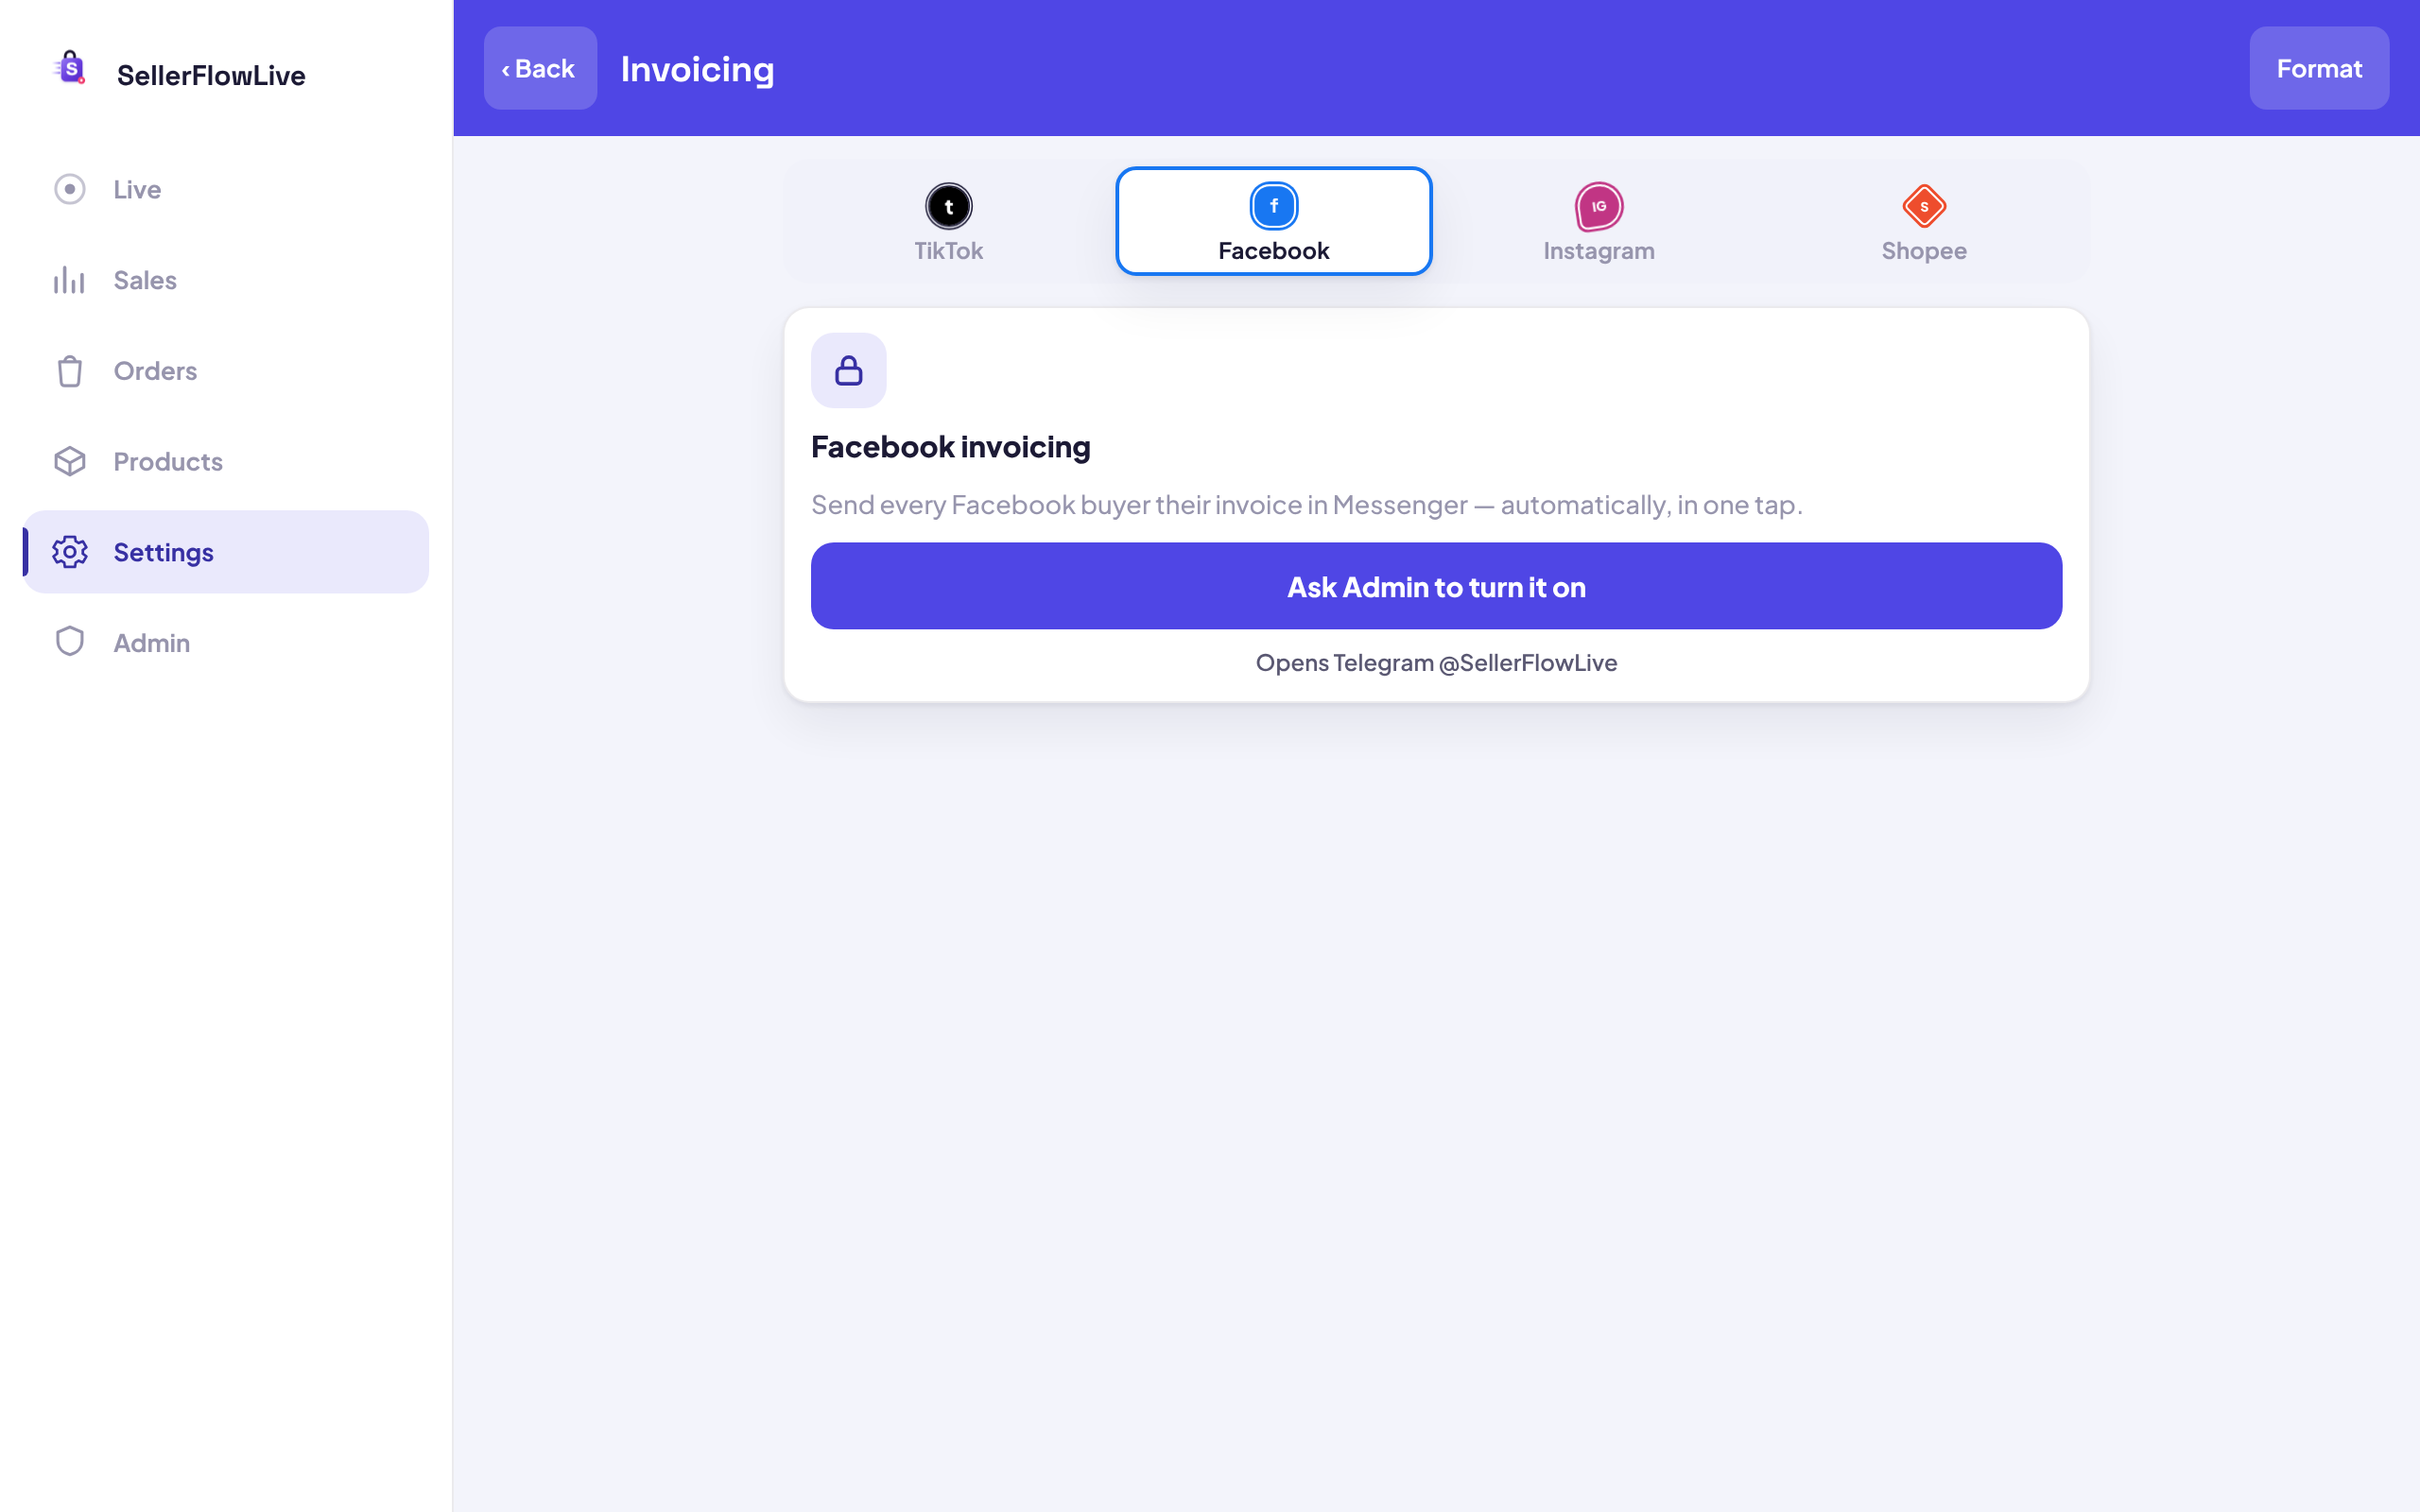 SellerFlowLive
Live
Sales
Orders
Products
Settings
Admin
‹ Back
Invoicing
Format
t
TikTok
f
Facebook
IG
Instagram
S
Shopee
Facebook invoicing
Send every Facebook buyer their invoice in Messenger — automatically, in one tap.
Ask Admin to turn it on
Opens Telegram @SellerFlowLive